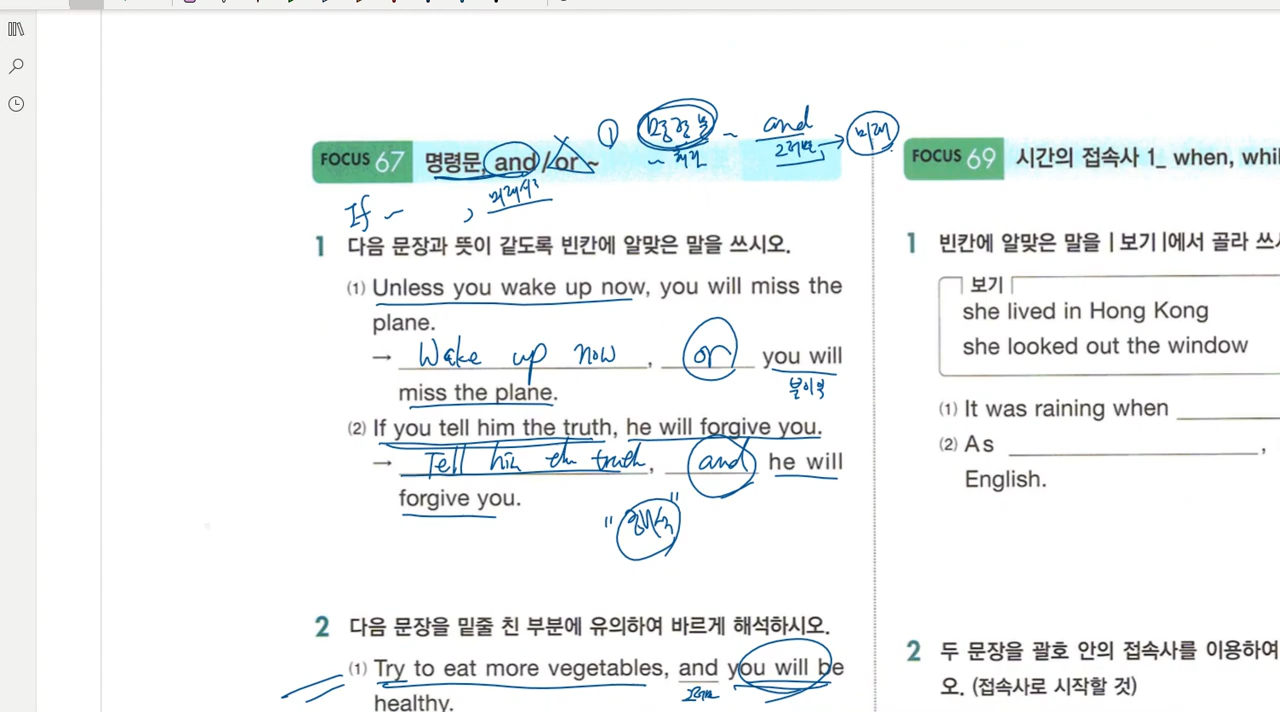 ① 명령문 ~ and → 미래
~ 해라 그러면
FOCUS 67 명령문, and / or ~
미래시제
If ~ ,
1 다음 문장과 뜻이 같도록 빈칸에 알맞은 말을 쓰시오.
(1) Unless you wake up now, you will miss the
plane.
→ Wake up now , or you will
불이익
miss the plane.
(2) If you tell him the truth, he will forgive you.
→ Tell him the truth, and he will
forgive you.
2 다음 문장을 밑줄 친 부분에 유의하여 바르게 해석하시오.
(1) Try to eat more vegetables, and you will be
그러면
healthy.
FOCUS 69 시간의 접속사 1_ when, whil
1 빈칸에 알맞은 말을 | 보기 |에서 골라 쓰시
보기
she lived in Hong Kong
she looked out the window
(1) It was raining when
(2) As ,
English.
2 두 문장을 괄호 안의 접속사를 이용하여
오. (접속사로 시작할 것)